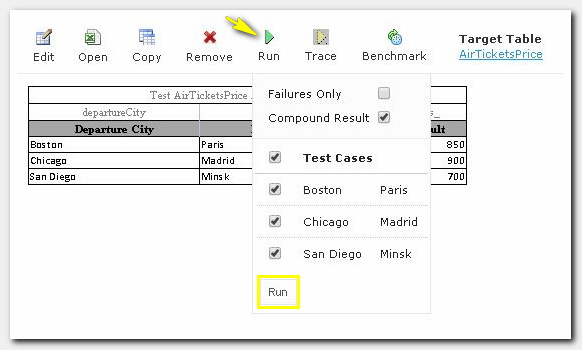 Edit Open Copy Remove Run Trace Benchmark Target Table
AirTicketsPrice
Failures Only
Compound Result
Test AirTicketsPrice
departureCity
Departure City
Boston Paris 850
Chicago Madrid 900
San Diego Minsk 700
Test Cases
Boston Paris
Chicago Madrid
San Diego Minsk
Run